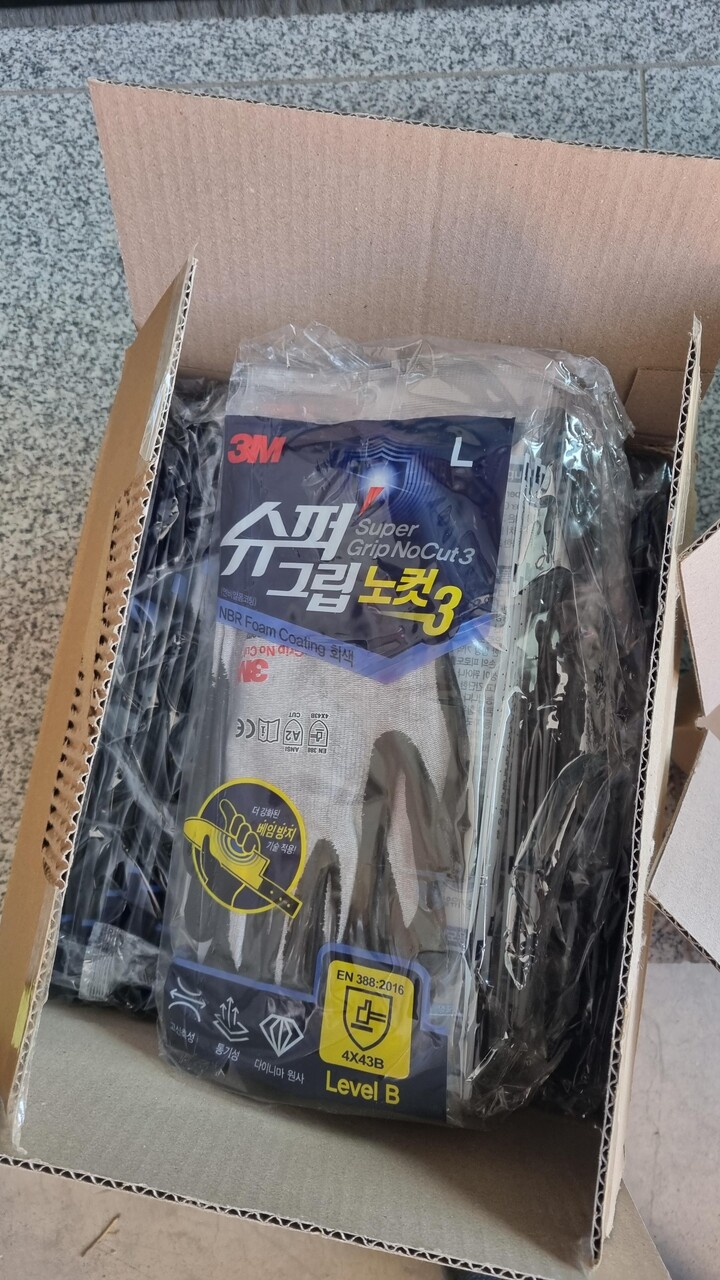 3M
L
슈퍼
Super
Grip NoCut3
그립 노컷3
NBR Foam Coating 회색
3M
CE
ANSI
A2
CUT
EN 388
4X43B
더 강화된
베임방지
기술 적용!
EN 388:2016
4X43B
Level B
고신축성
통기성
다이니마 원사